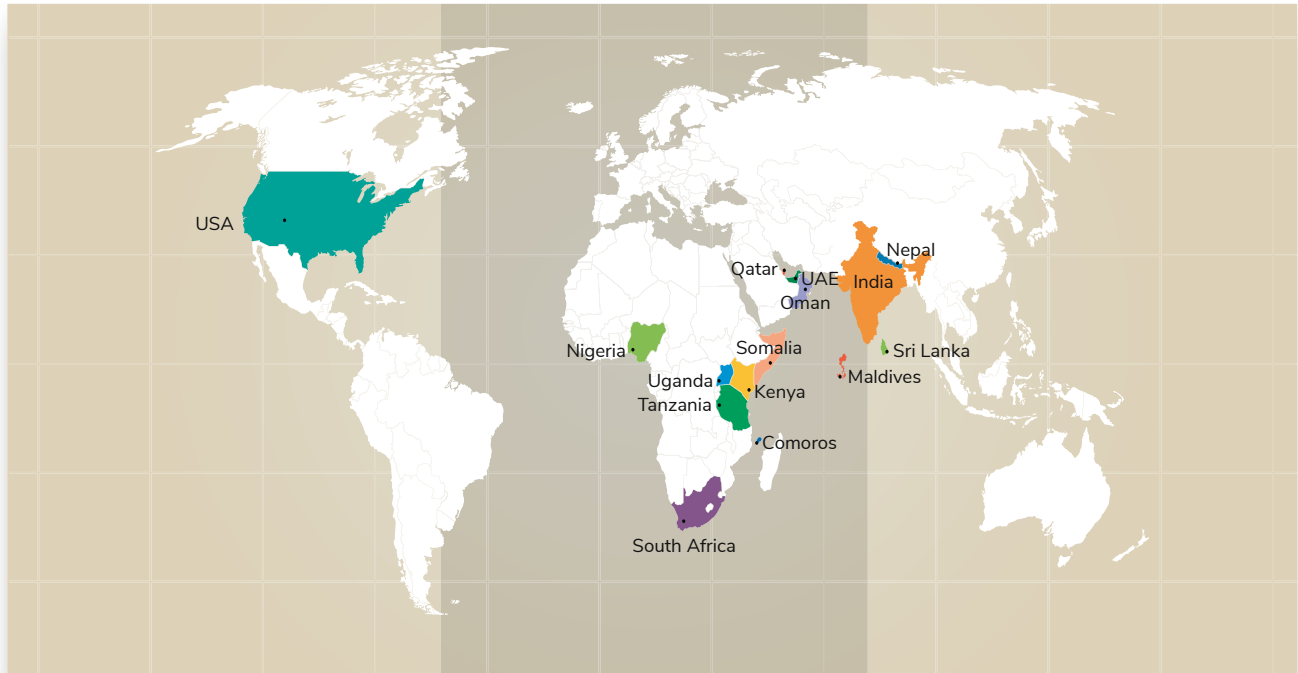 USA
Nepal
Qatar
UAE
India
Oman
Somalia
Nigeria
Sri Lanka
Maldives
Uganda
Kenya
Tanzania
Comoros
South Africa